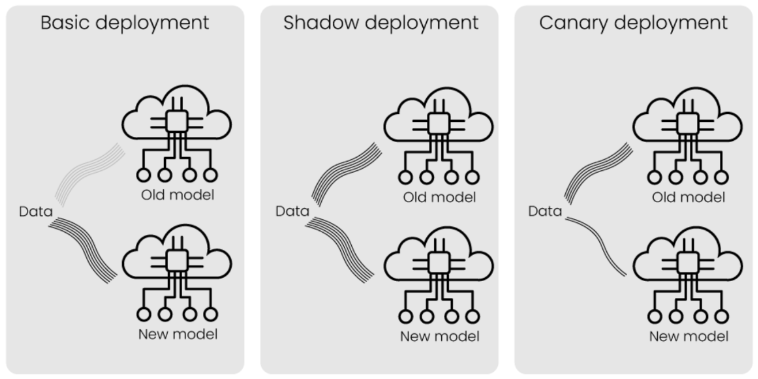 Basic deployment
Old model
Data
New model
Shadow deployment
Old model
Data
New model
Canary deployment
Old model
Data
New model